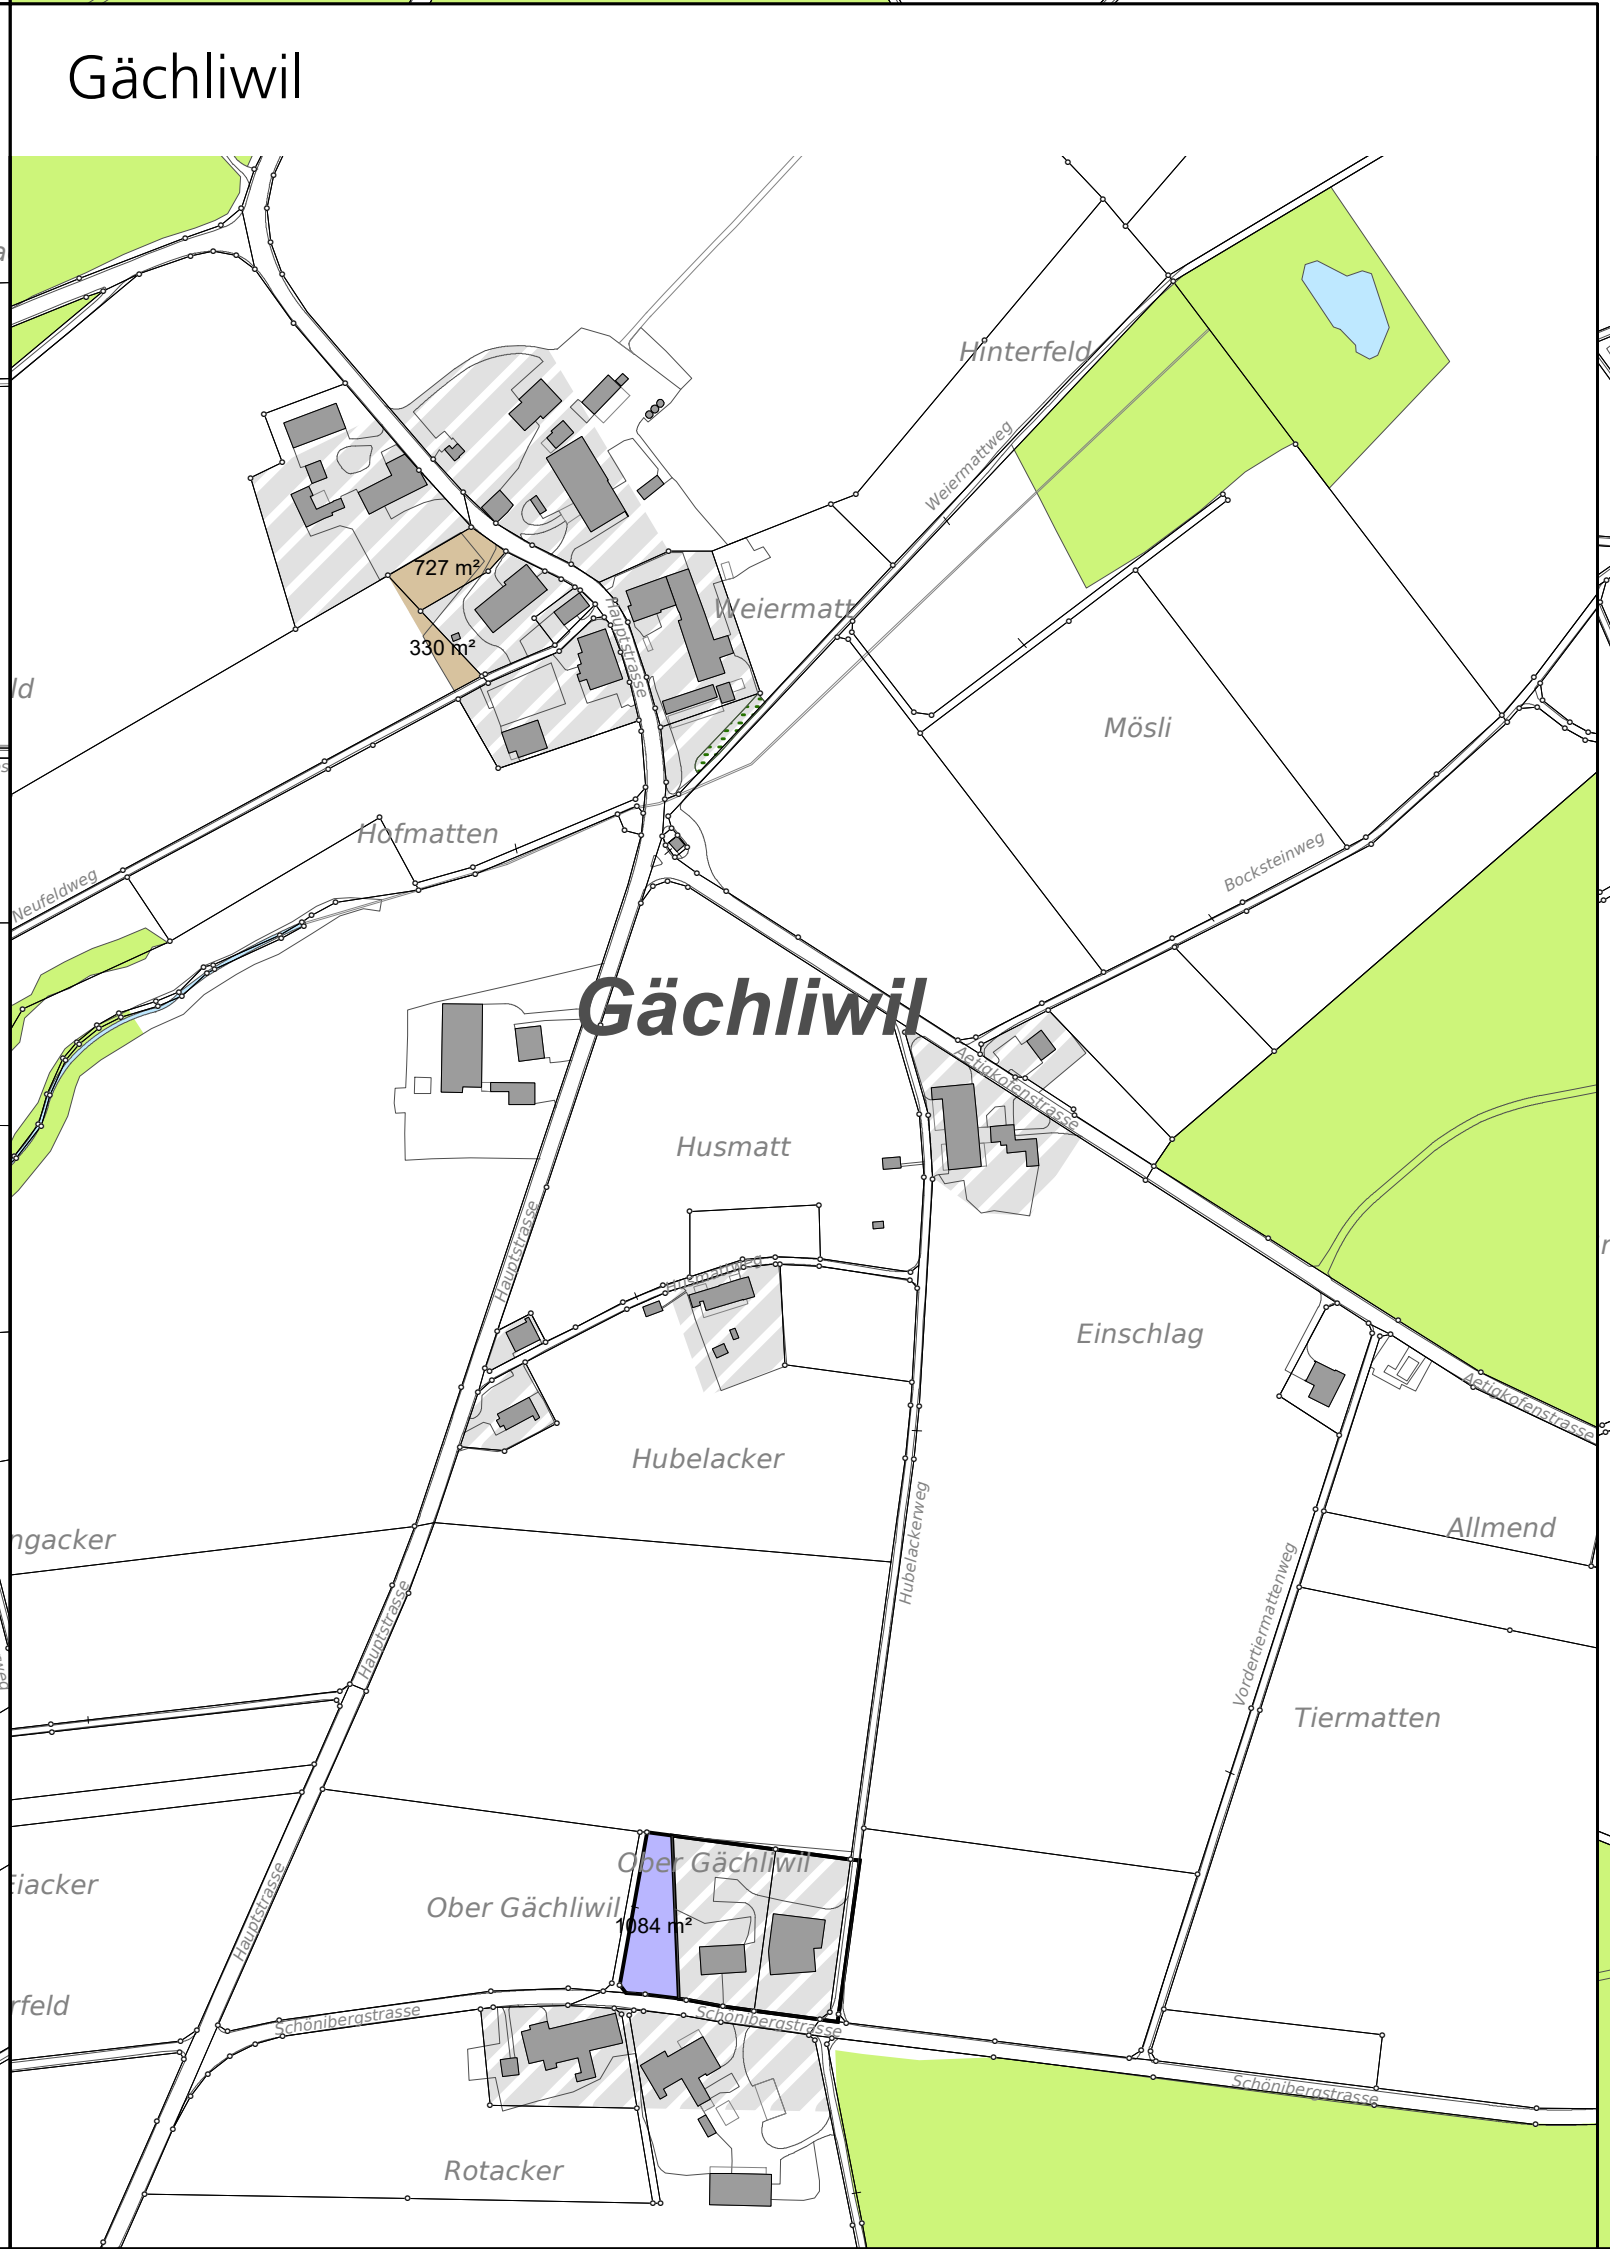 Gächliwil
Hinterfeld
Weiermattweg
727 m²
Weiermatt
Hauptstrasse
330 m²
ld
Mösli
Hofmatten
Bocksteinweg
Neufeldweg
Gächliwil
Aetigkofenstrasse
Husmatt
Hauptstrasse
Husmattweg
Einschlag
Aetigkofenstrasse
Hubelacker
Hubelackerweg
ngacker
Allmend
Vordertiermattenweg
Hauptstrasse
Tiermatten
Ober Gächliwil
Eiacker
Ober Gächliwil
1084 m²
Hauptstrasse
rfeld
Schönibergstrasse
Schönibergstrasse
Schönibergstrasse
Rotacker